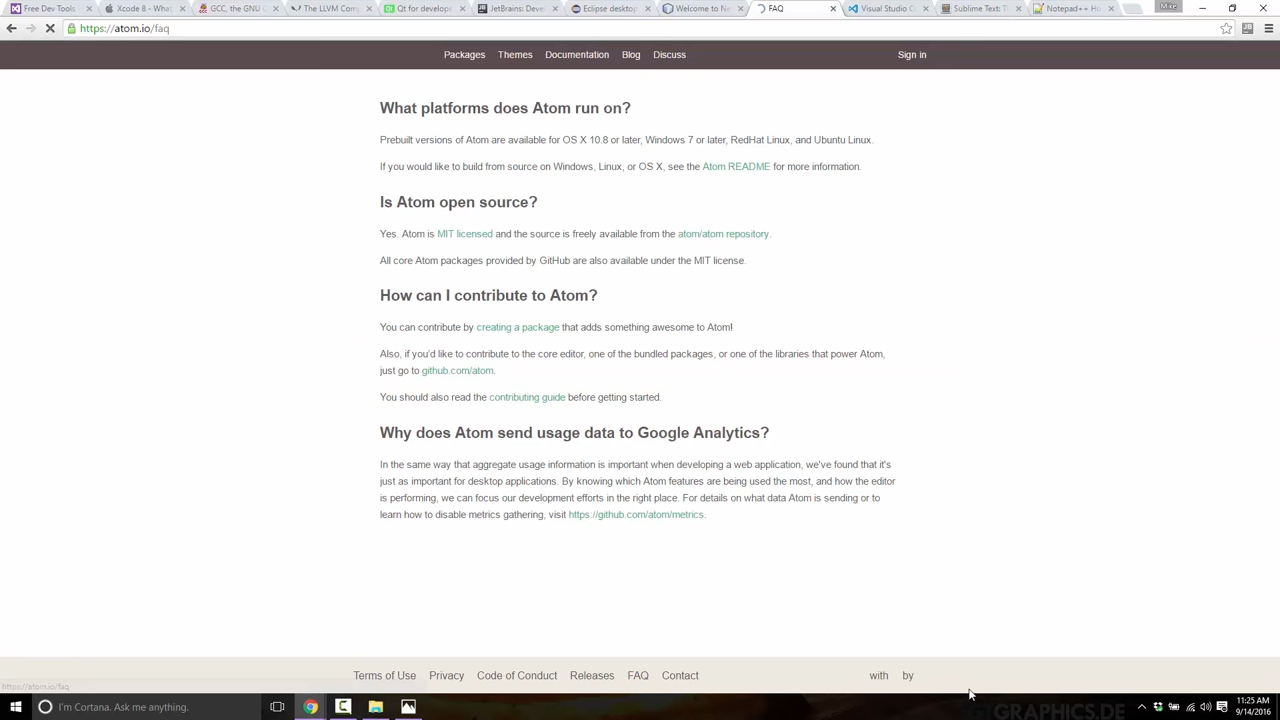 Free Dev Tools
Xcode 8 - What
GCC, the GNU C
The LLVM Com
Qt for develop
JetBrains: Devel
Eclipse desktop
Welcome to Ne
FAQ
Visual Studio C
Sublime Text: T
Notepad++ Ho
Mike
https://atom.io/faq
Packages Themes Documentation Blog Discuss Sign in
What platforms does Atom run on?
Prebuilt versions of Atom are available for OS X 10.8 or later, Windows 7 or later, RedHat Linux, and Ubuntu Linux.
If you would like to build from source on Windows, Linux, or OS X, see the Atom README for more information.
Is Atom open source?
Yes. Atom is MIT licensed and the source is freely available from the atom/atom repository.
All core Atom packages provided by GitHub are also available under the MIT license.
How can I contribute to Atom?
You can contribute by creating a package that adds something awesome to Atom!
Also, if you'd like to contribute to the core editor, one of the bundled packages, or one of the libraries that power Atom,
just go to github.com/atom.
You should also read the contributing guide before getting started.
Why does Atom send usage data to Google Analytics?
In the same way that aggregate usage information is important when developing a web application, we've found that it's
just as important for desktop applications. By knowing which Atom features are being used the most, and how the editor
is performing, we can focus our development efforts in the right place. For details on what data Atom is sending or to
learn how to disable metrics gathering, visit https://github.com/atom/metrics.
Terms of Use Privacy Code of Conduct Releases FAQ Contact with by
https://atom.io/faq
I'm Cortana. Ask me anything.
GRAPHICS.DE
11:25 AM
9/14/2016